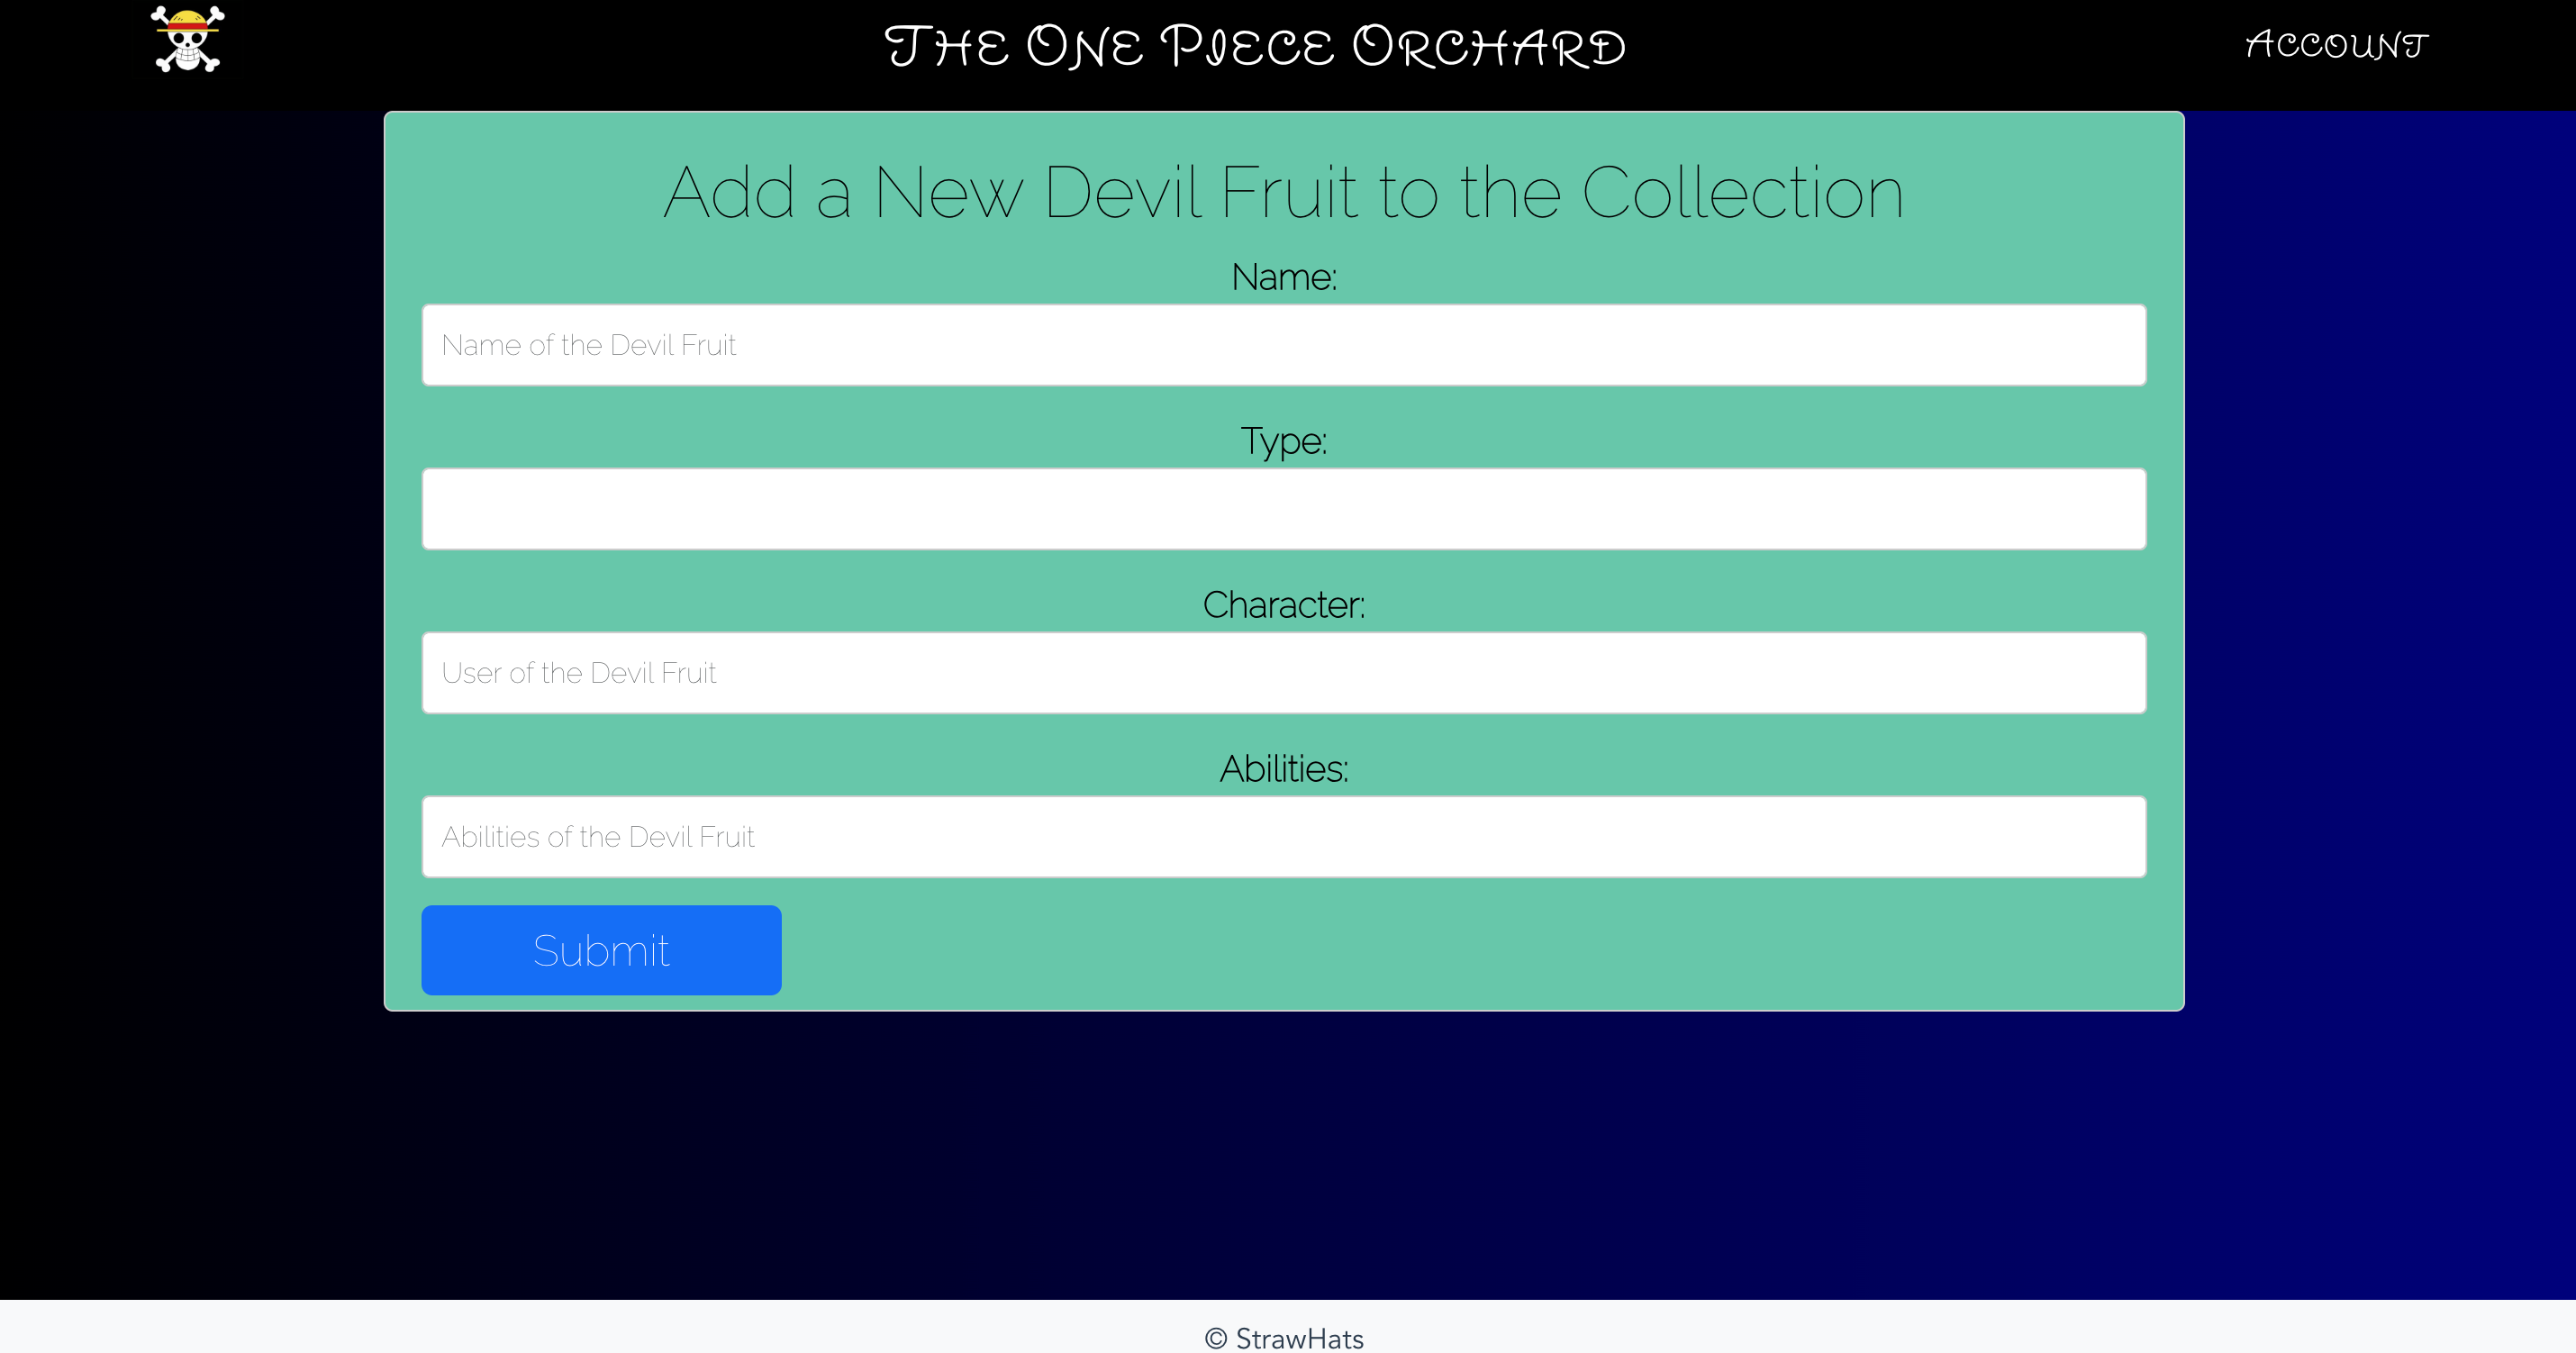 The One Piece Orchard
Account
Add a New Devil Fruit to the Collection
Name:
Name of the Devil Fruit
Type:
Character:
User of the Devil Fruit
Abilities:
Abilities of the Devil Fruit
Submit
© StrawHats